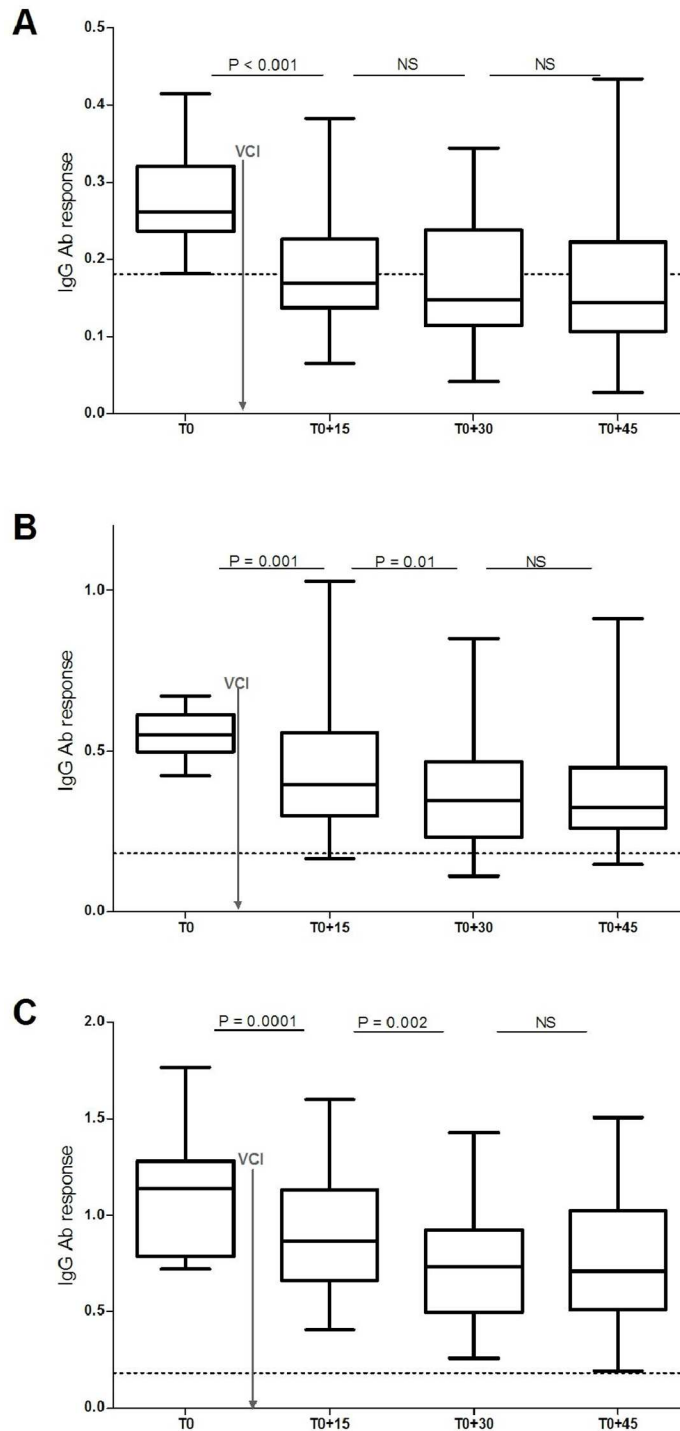 A
0.5
P < 0.001 NS NS
0.4
VCI
0.3
IgG Ab response
0.2
0.1
0.0
T0 T0+15 T0+30 T0+45
B
P = 0.001 P = 0.01 NS
1.0
VCI
IgG Ab response
0.5
0.0
T0 T0+15 T0+30 T0+45
C
2.0
P = 0.0001 P = 0.002 NS
1.5
VCI
IgG Ab response
1.0
0.5
0.0
T0 T0+15 T0+30 T0+45